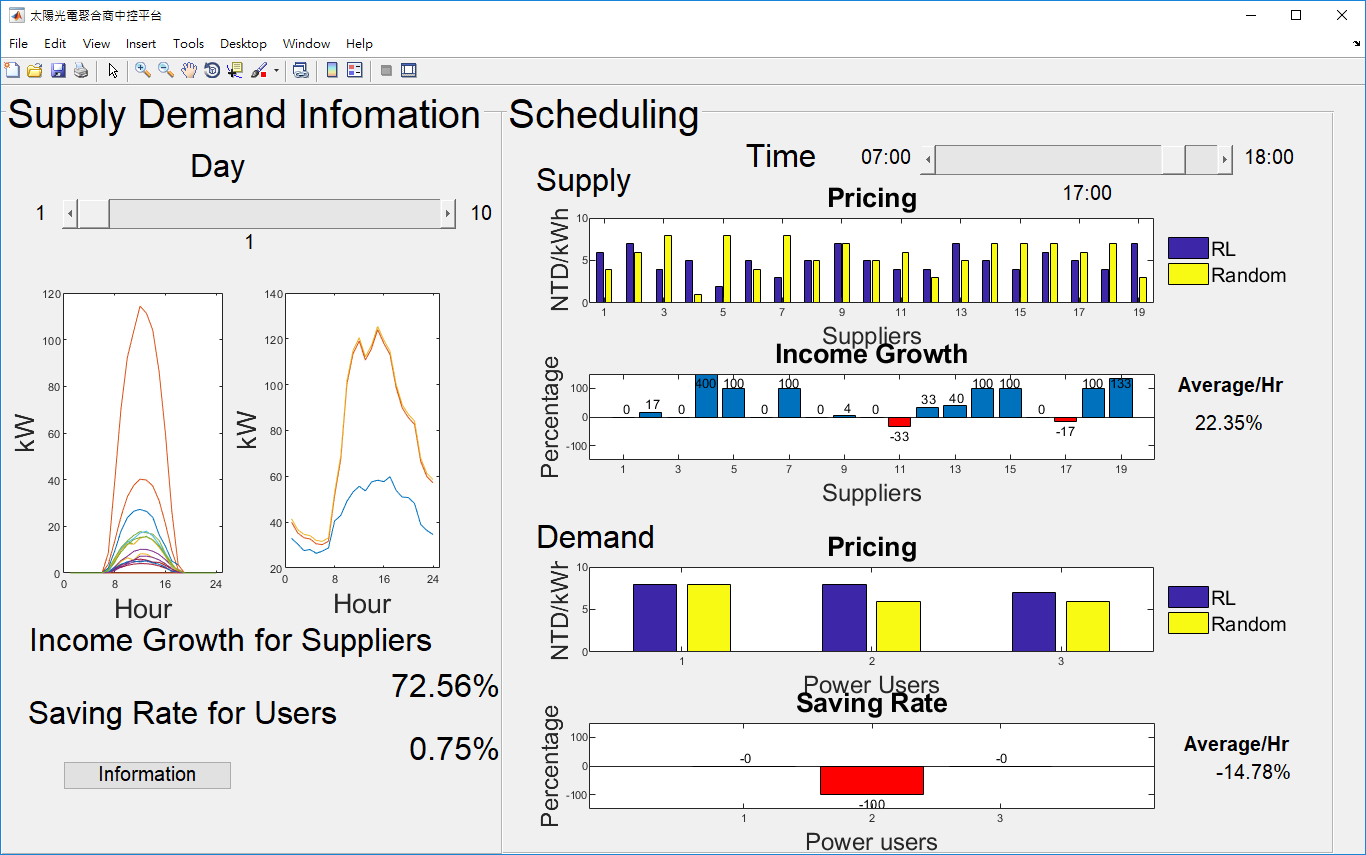 太陽光電聚合商中控平台
File Edit View Insert Tools Desktop Window Help
Supply Demand Infomation
Day
1 10
1
120
100
80
60
40
20
0
kW
0 8 16 24
Hour
140
120
100
80
60
40
20
kW
0 8 16 24
Hour
Income Growth for Suppliers
72.56%
Saving Rate for Users
0.75%
Information
Scheduling
Time 07:00 18:00
17:00
Supply
Pricing
NTD/kWh
10
5
0
1 3 5 7 9 11 13 15 17 19
Suppliers
RL
Random
Income Growth
Percentage
100
0
-100
0 17 0 400 100 0 100 0 4 0 -33 33 40 100 100 0 -17 100 133
1 3 5 7 9 11 13 15 17 19
Suppliers
Average/Hr
22.35%
Demand
Pricing
NTD/kWh
10
5
0
1 2 3
Power Users
RL
Random
Saving Rate
Percentage
100
0
-100
-0 -100 -0
1 2 3
Power users
Average/Hr
-14.78%